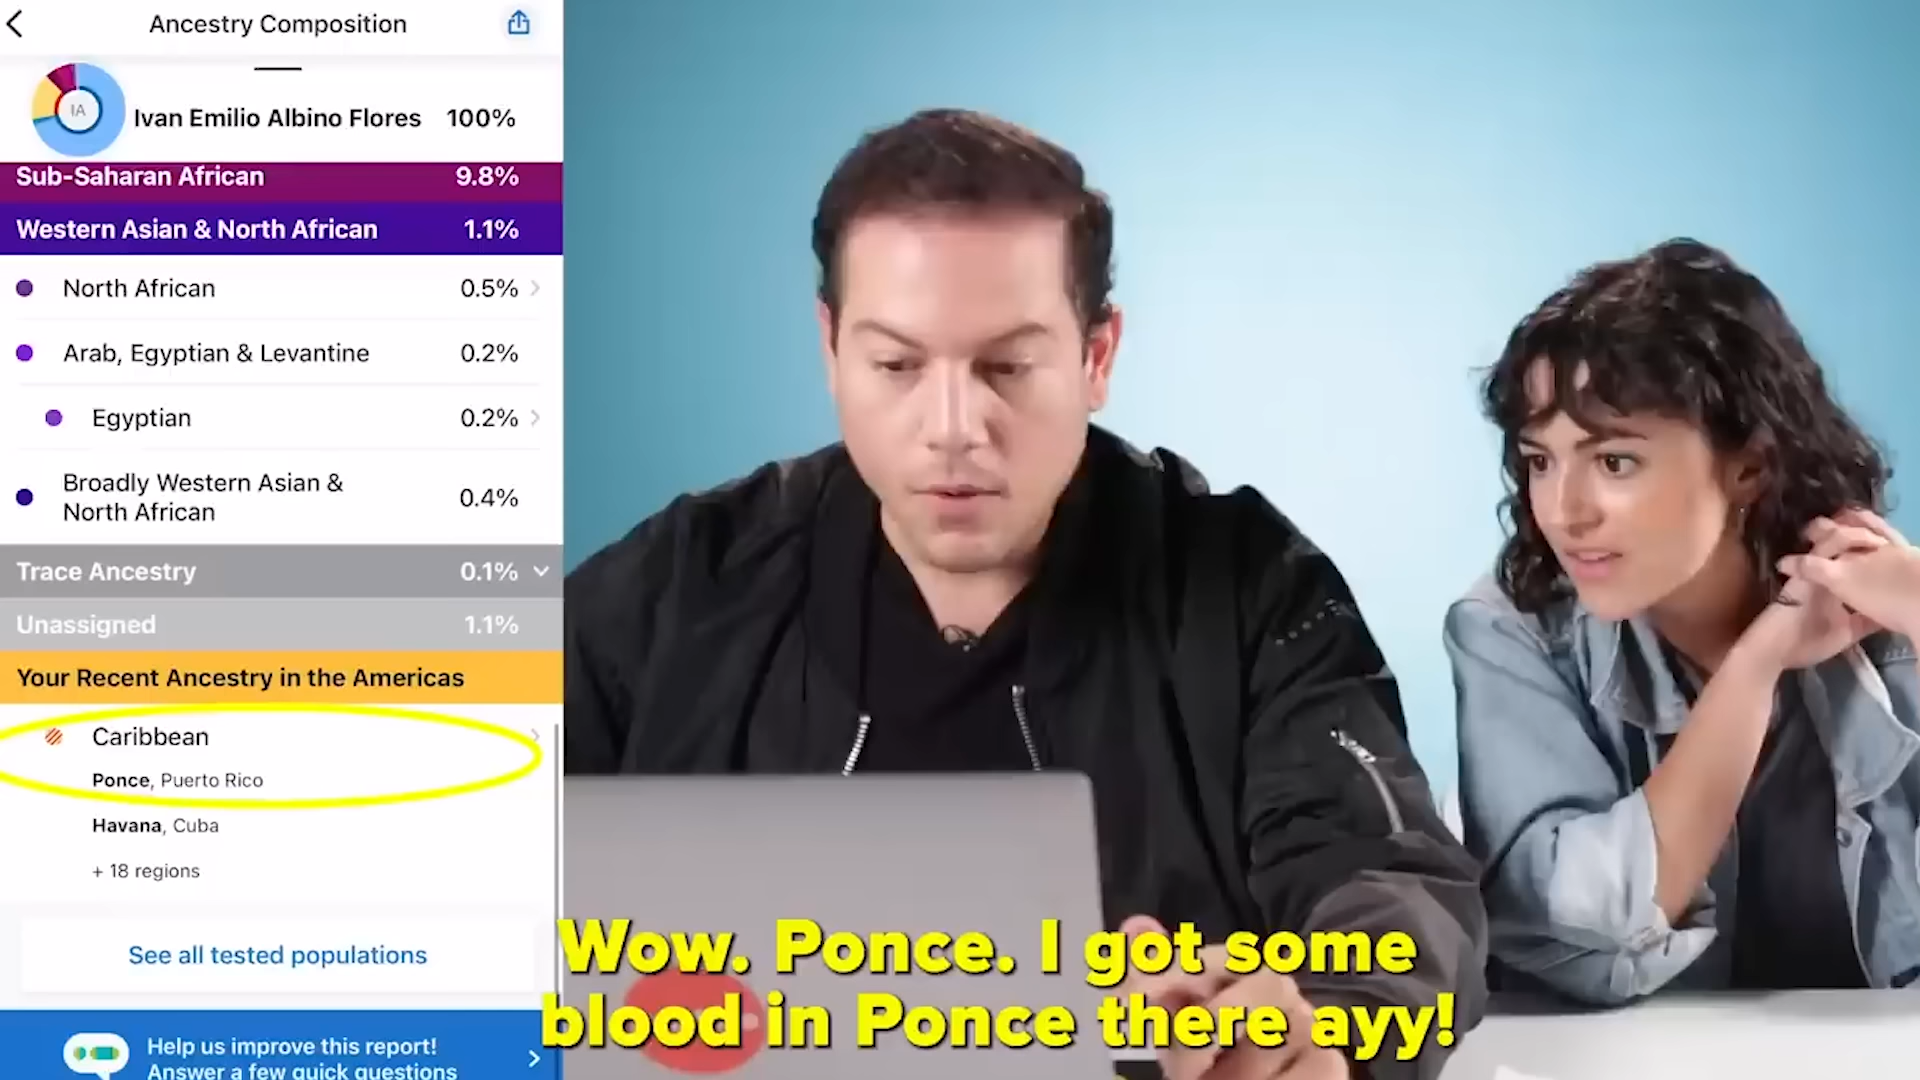 Ancestry Composition
IA
Ivan Emilio Albino Flores 100%
Sub-Saharan African 9.8%
Western Asian & North African 1.1%
North African 0.5%
Arab, Egyptian & Levantine 0.2%
Egyptian 0.2%
Broadly Western Asian &
North African 0.4%
Trace Ancestry 0.1%
Unassigned 1.1%
Your Recent Ancestry in the Americas
Caribbean
Ponce, Puerto Rico
Havana, Cuba
+ 18 regions
See all tested populations
Help us improve this report!
Answer a few quick questions
Wow. Ponce. I got some
blood in Ponce there ayy!